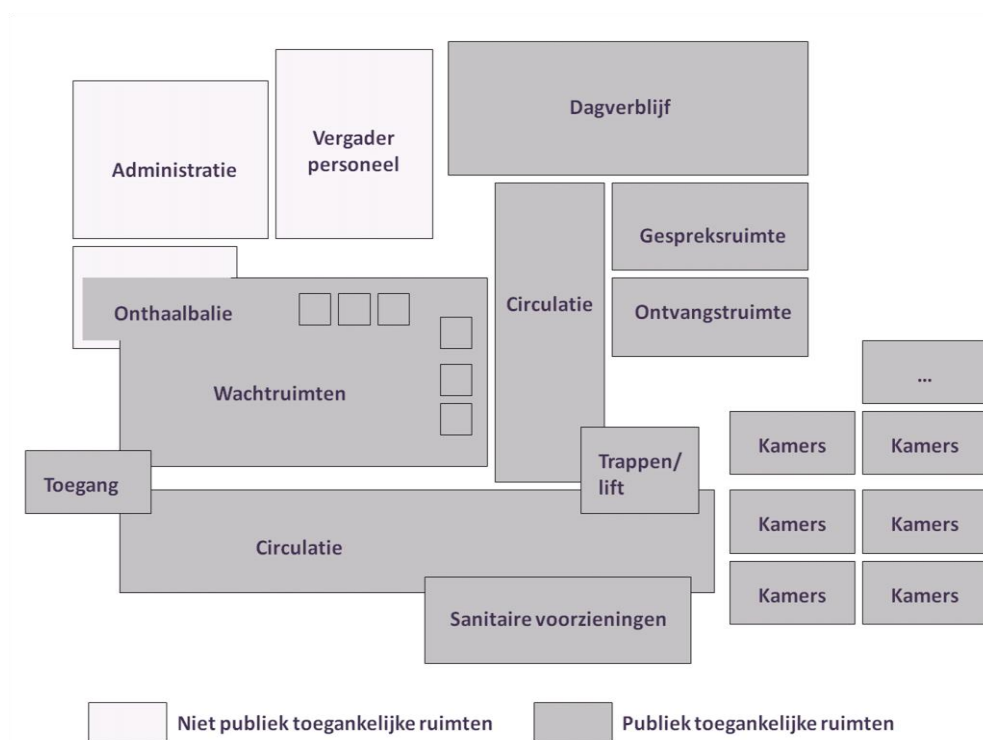 Dagverblijf
Vergader
personeel
Administratie
Gespreksruimte
Circulatie
Ontvangstruimte
Onthaalbalie
Wachtruimten
...
Kamers
Kamers
Trappen/
lift
Toegang
Kamers
Kamers
Circulatie
Kamers
Kamers
Sanitaire voorzieningen
Niet publiek toegankelijke ruimten
Publiek toegankelijke ruimten